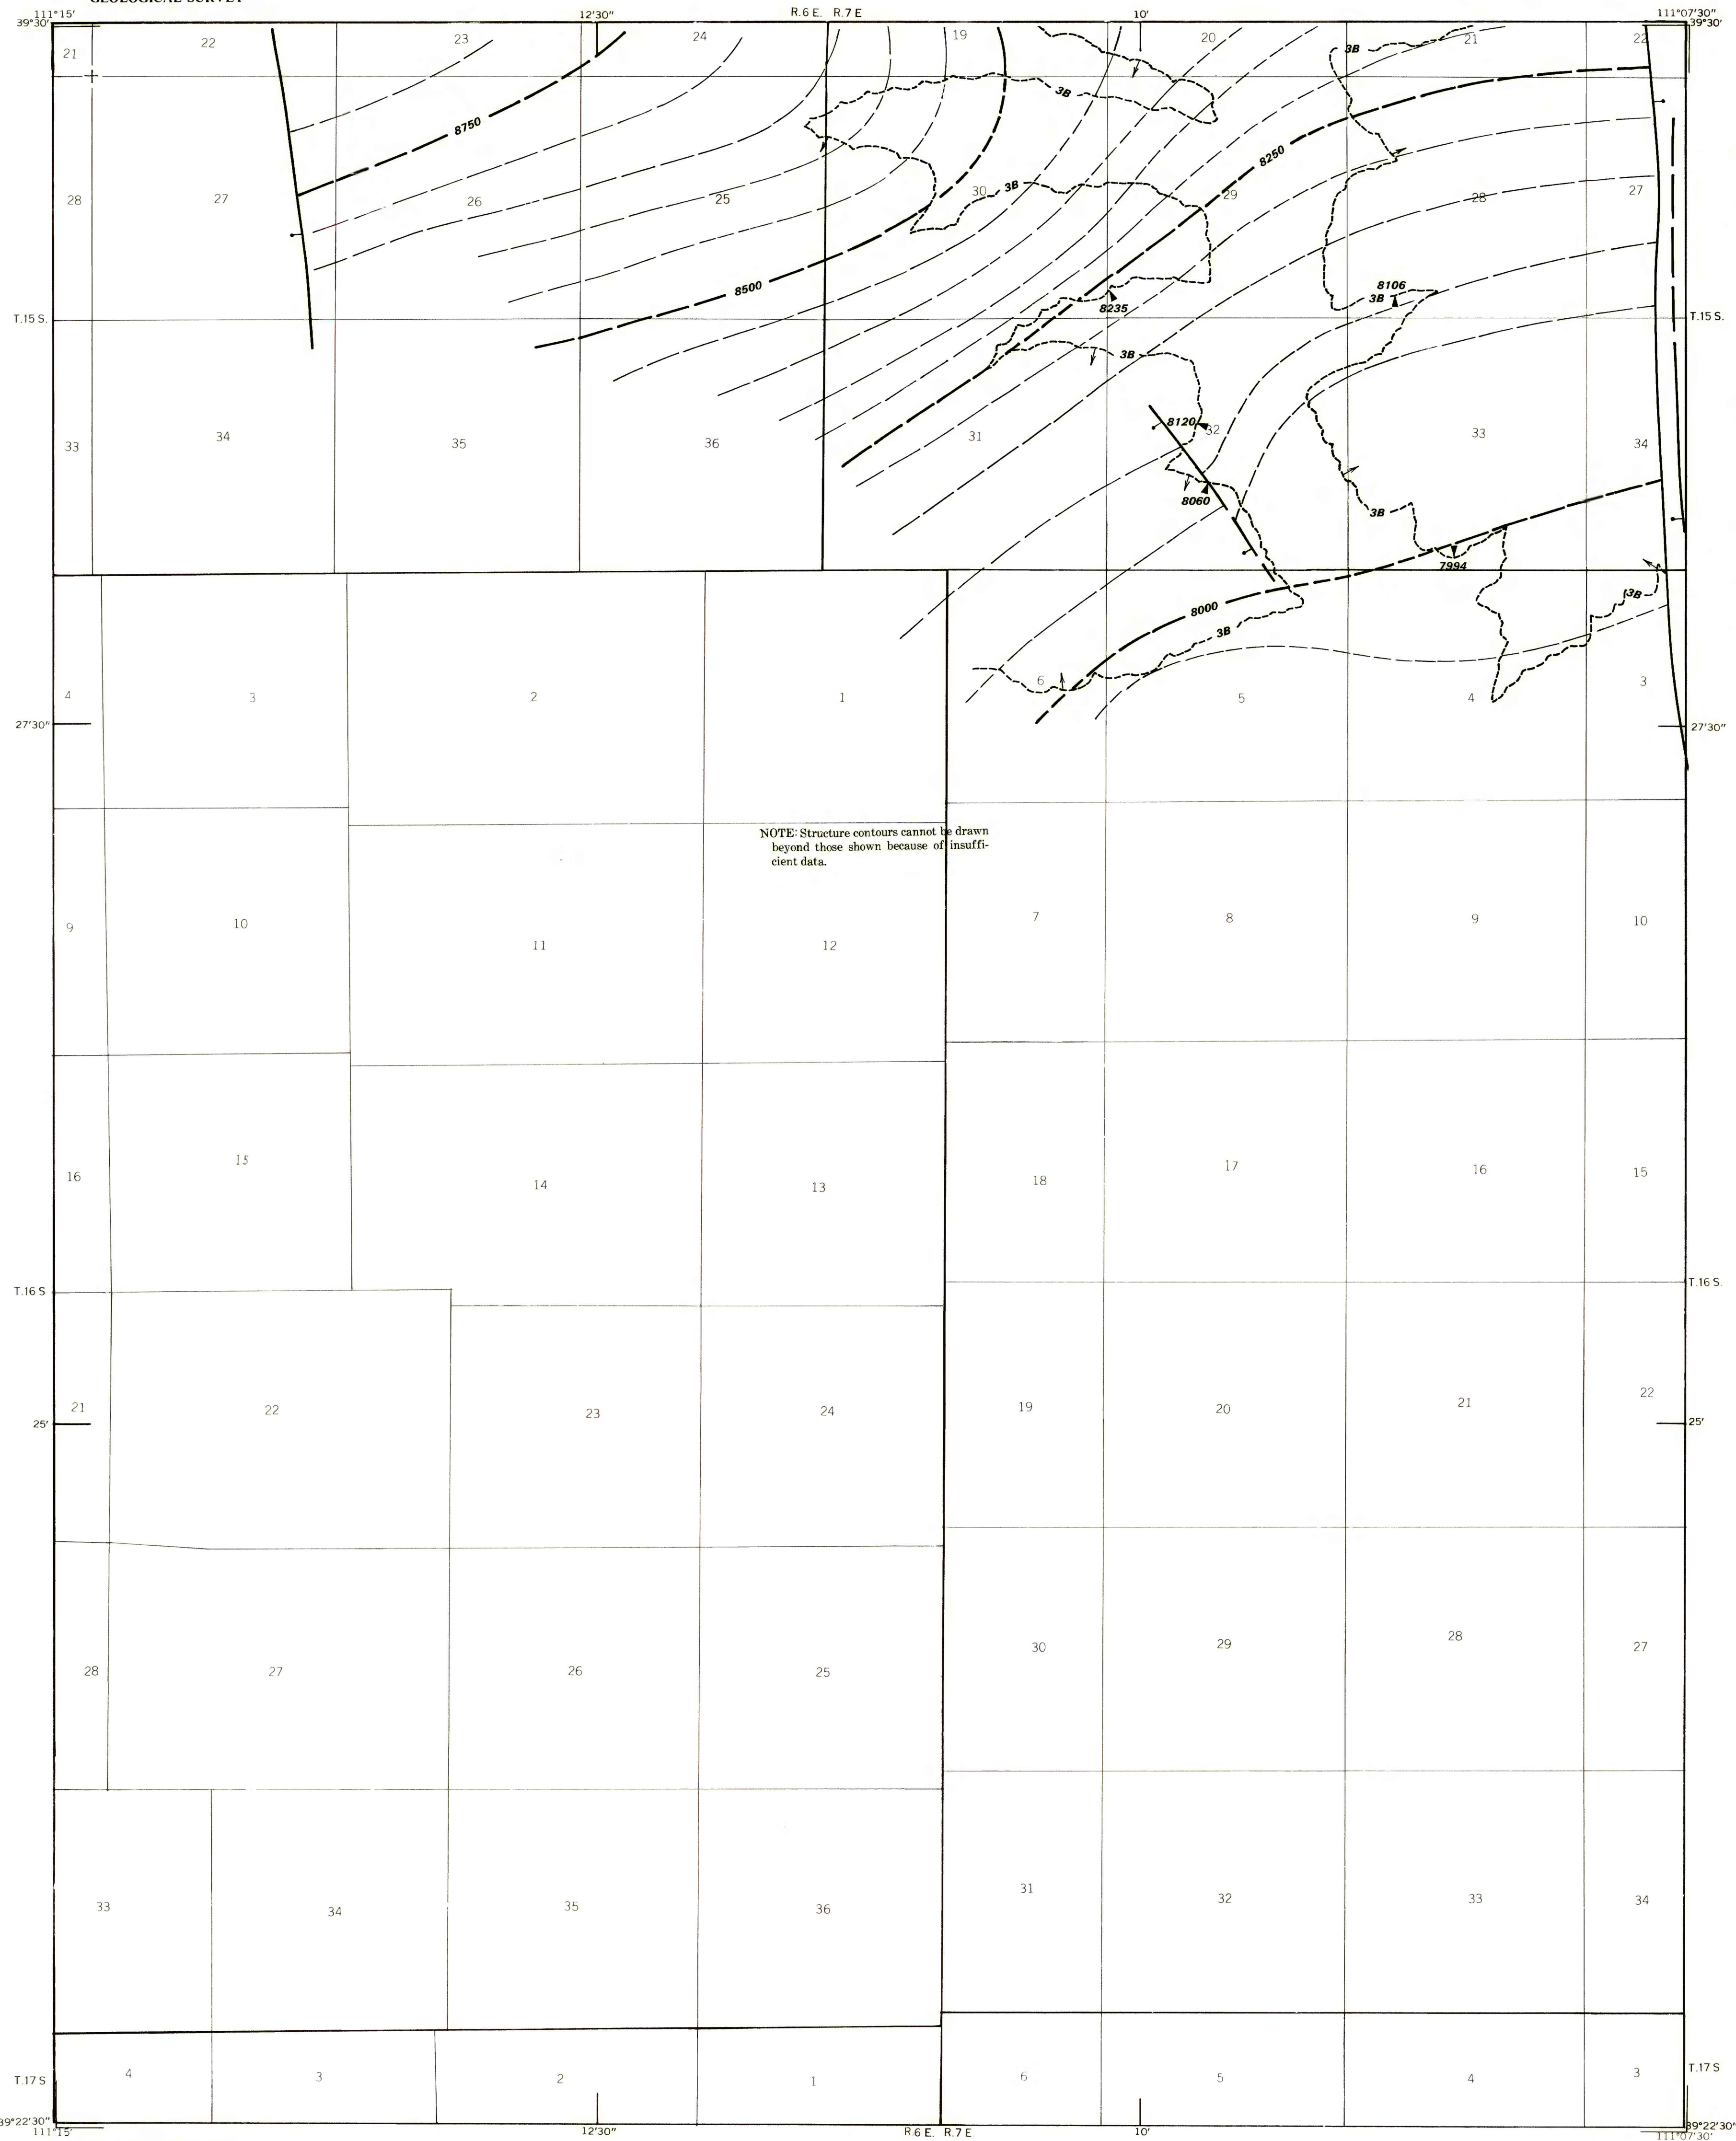 GEOLOGICAL SURVEY
111°15′ 12′30″ R.6 E. R.7 E 10′ 111°07′30″
39°30′ 39°30′
21 22 23 24 19 20 21 22
3B
3B
8750
8250
28 27 26 25 30 3B 29 28 27
8500
8106
3B
8235
T.15 S. T.15 S.
3B
8120
33 34 35 36 31 32 33 34
8060
3B
7994
3B
8000
3B
4 3 2 1 6 5 4 3
27′30″ 27′30″
NOTE: Structure contours cannot be drawn
beyond those shown because of insuffi-
cient data.
9 10 11 12 7 8 9 10
16 15 14 13 18 17 16 15
T.16 S T.16 S.
21 22 23 24 19 20 21 22
25′ 25′
28 27 26 25 30 29 28 27
33 34 35 36 31 32 33 34
4 3 2 1 6 5 4 3
T.17 S T.17 S
39°22′30″ 39°22′30″
111°15′ 12′30″ R.6 E. R.7 E 10′ 111°07′30″